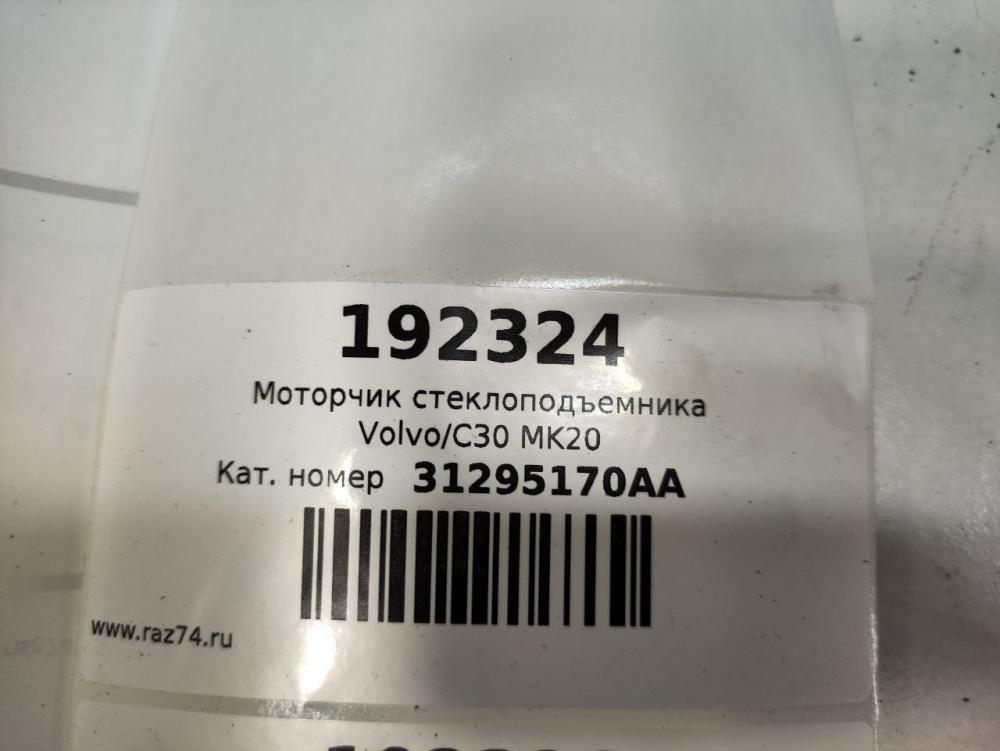 192324
Моторчик стеклоподъемника
Volvo/C30 MK20
Кат. номер 31295170AA
www.raz74.ru